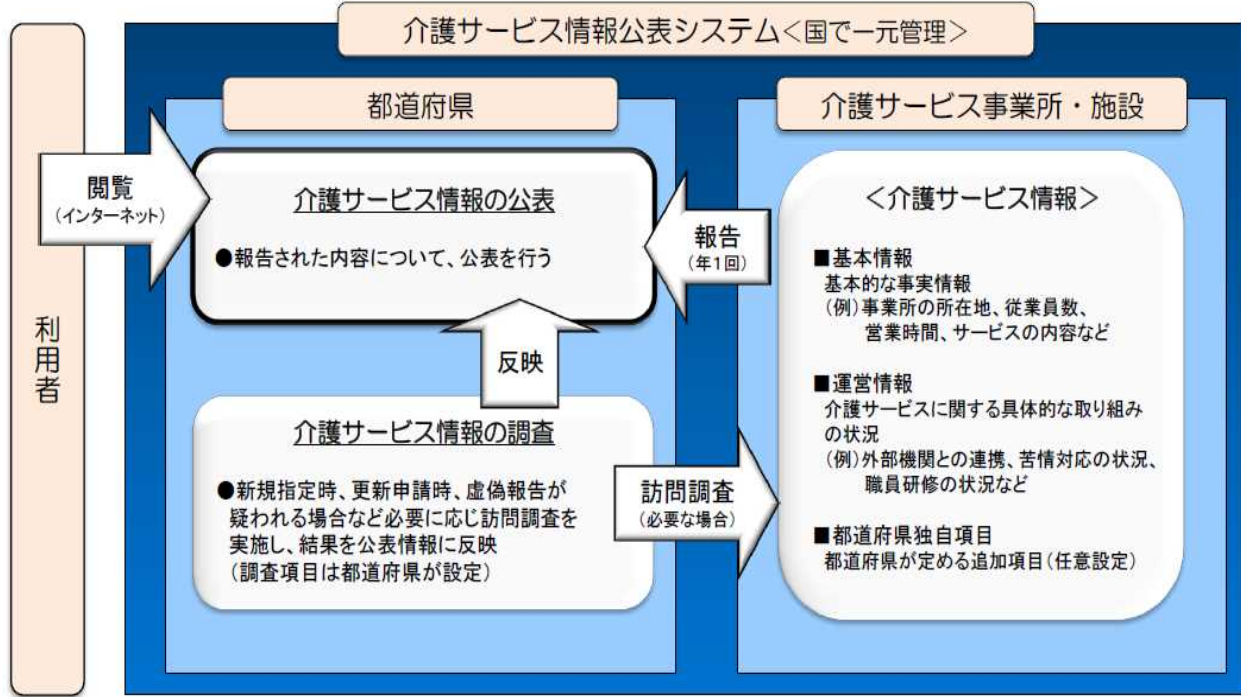 介護サービス情報公表システム<国で一元管理>
利用者
都道府県
閲覧
(インターネット)
介護サービス情報の公表
●報告された内容について、公表を行う
反映
介護サービス情報の調査
●新規指定時、更新申請時、虚偽報告が
疑われる場合など必要に応じ訪問調査を
実施し、結果を公表情報に反映
(調査項目は都道府県が設定)
報告
(年1回)
訪問調査
(必要な場合)
介護サービス事業所・施設
<介護サービス情報>
■基本情報
基本的な事実情報
(例)事業所の所在地、従業員数、
営業時間、サービスの内容など
■運営情報
介護サービスに関する具体的な取り組み
の状況
(例)外部機関との連携、苦情対応の状況、
職員研修の状況など
■都道府県独自項目
都道府県が定める追加項目(任意設定)